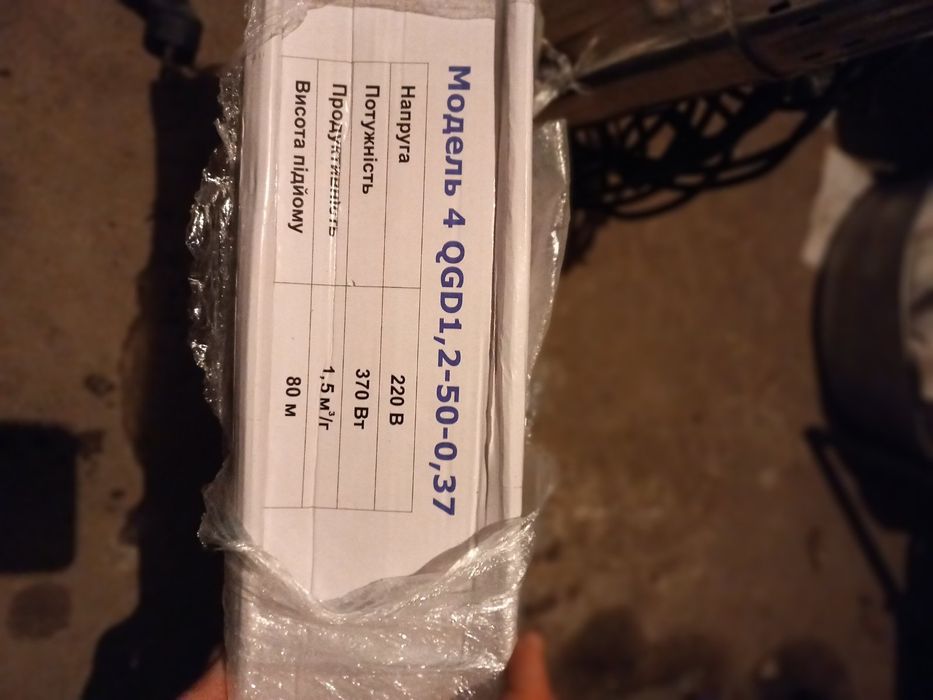 Модель 4 QGD1,2-50-0,37
Напруга 220 В
Потужність 370 Вт
Продуктивність 1,5 м³/г
Висота підйому 80 м